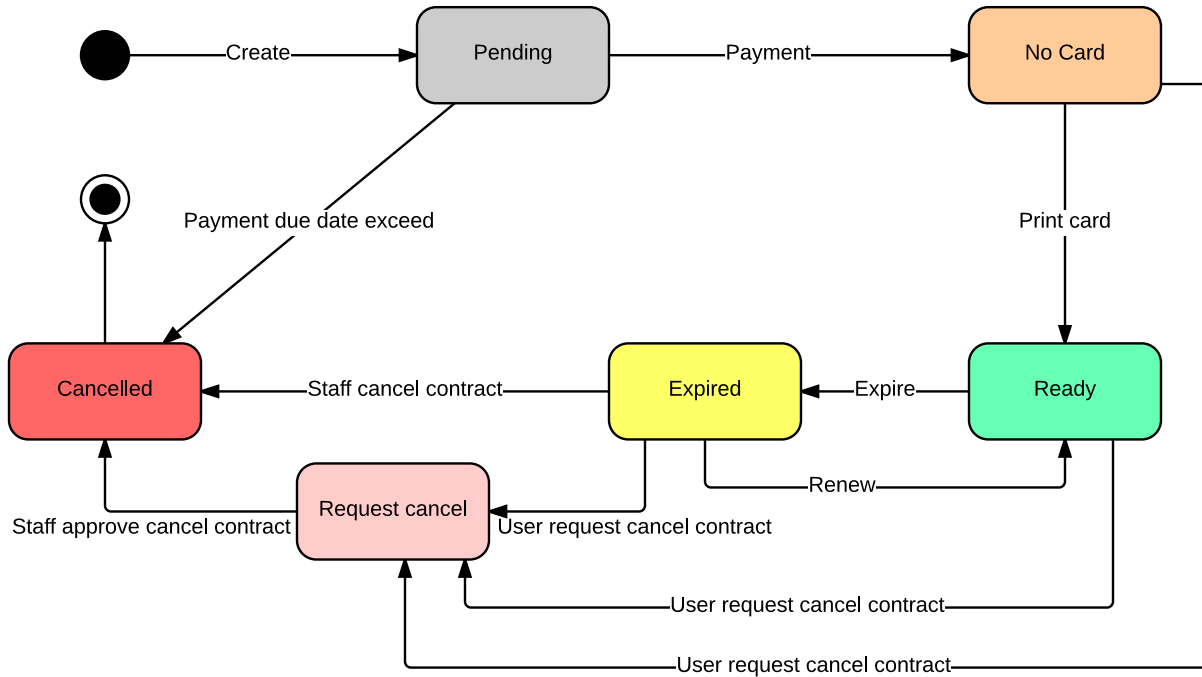 Create
Pending
Payment
No Card
Payment due date exceed
Print card
Cancelled
Staff cancel contract
Expired
Expire
Ready
Renew
Request cancel
Staff approve cancel contract
User request cancel contract
User request cancel contract
User request cancel contract